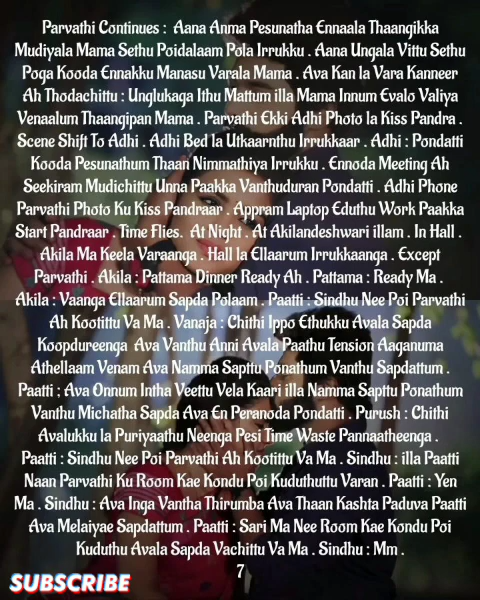 Parvathi Continues : Aana Anma Pesunatha Ennaala Thaangikka
Mudiyala Mama Sethu Poidalaam Pola Irrukku . Aana Ungala Vittu Sethu
Poga Kooda Ennakku Manasu Varala Mama . Ava Kan la Vara Kanneer
Ah Thodachittu : Unglukaga Ithu Mattum illa Mama Innum Evalo Valiya
Venaalum Thaangipan Mama . Parvathi Ekki Adhi Photo la Kiss Pandra .
Scene Shift To Adhi . Adhi Bed la Utkaarnthu Irrukkaar . Adhi : Pondatti
Kooda Pesunathum Thaan Nimmathiya Irrukku . Ennoda Meeting Ah
Seekiram Mudichittu Unna Paakka Vanthuduran Pondatti . Adhi Phone
Parvathi Photo Ku Kiss Pandraar . Appram Laptop Eduthu Work Paakka
Start Pandraar . Time Flies. At Night . At Akilandeshwari illam . In Hall .
Akila Ma Keela Varaanga . Hall la Ellaarum Irrukkaanga . Except
Parvathi . Akila : Pattama Dinner Ready Ah . Pattama : Ready Ma .
Akila : Vaanga Ellaarum Sapda Polaam . Paatti : Sindhu Nee Poi Parvathi
Ah Kootittu Va Ma . Vanaja : Chithi Ippo Ethukku Avala Sapda
Koopdureenga Ava Vanthu Anni Avala Paathu Tension Aaganuma
Athellaam Venam Ava Namma Sapttu Ponathum Vanthu Sapdattum .
Paatti ; Ava Onnum Intha Veettu Vela Kaari illa Namma Sapttu Ponathum
Vanthu Michatha Sapda Ava En Peranoda Pondatti . Purush : Chithi
Avalukku la Puriyaathu Neenga Pesi Time Waste Pannaatheenga .
Paatti : Sindhu Nee Poi Parvathi Ah Kootittu Va Ma . Sindhu : illa Paatti
Naan Parvathi Ku Room Kae Kondu Poi Kuduthuttu Varan . Paatti : Yen
Ma . Sindhu : Ava Inga Vantha Thirumba Ava Thaan Kashta Paduva Paatti
Ava Melaiyae Sapdattum . Paatti : Sari Ma Nee Room Kae Kondu Poi
Kuduthu Avala Sapda Vachittu Va Ma . Sindhu : Mm .
7
SUBSCRIBE